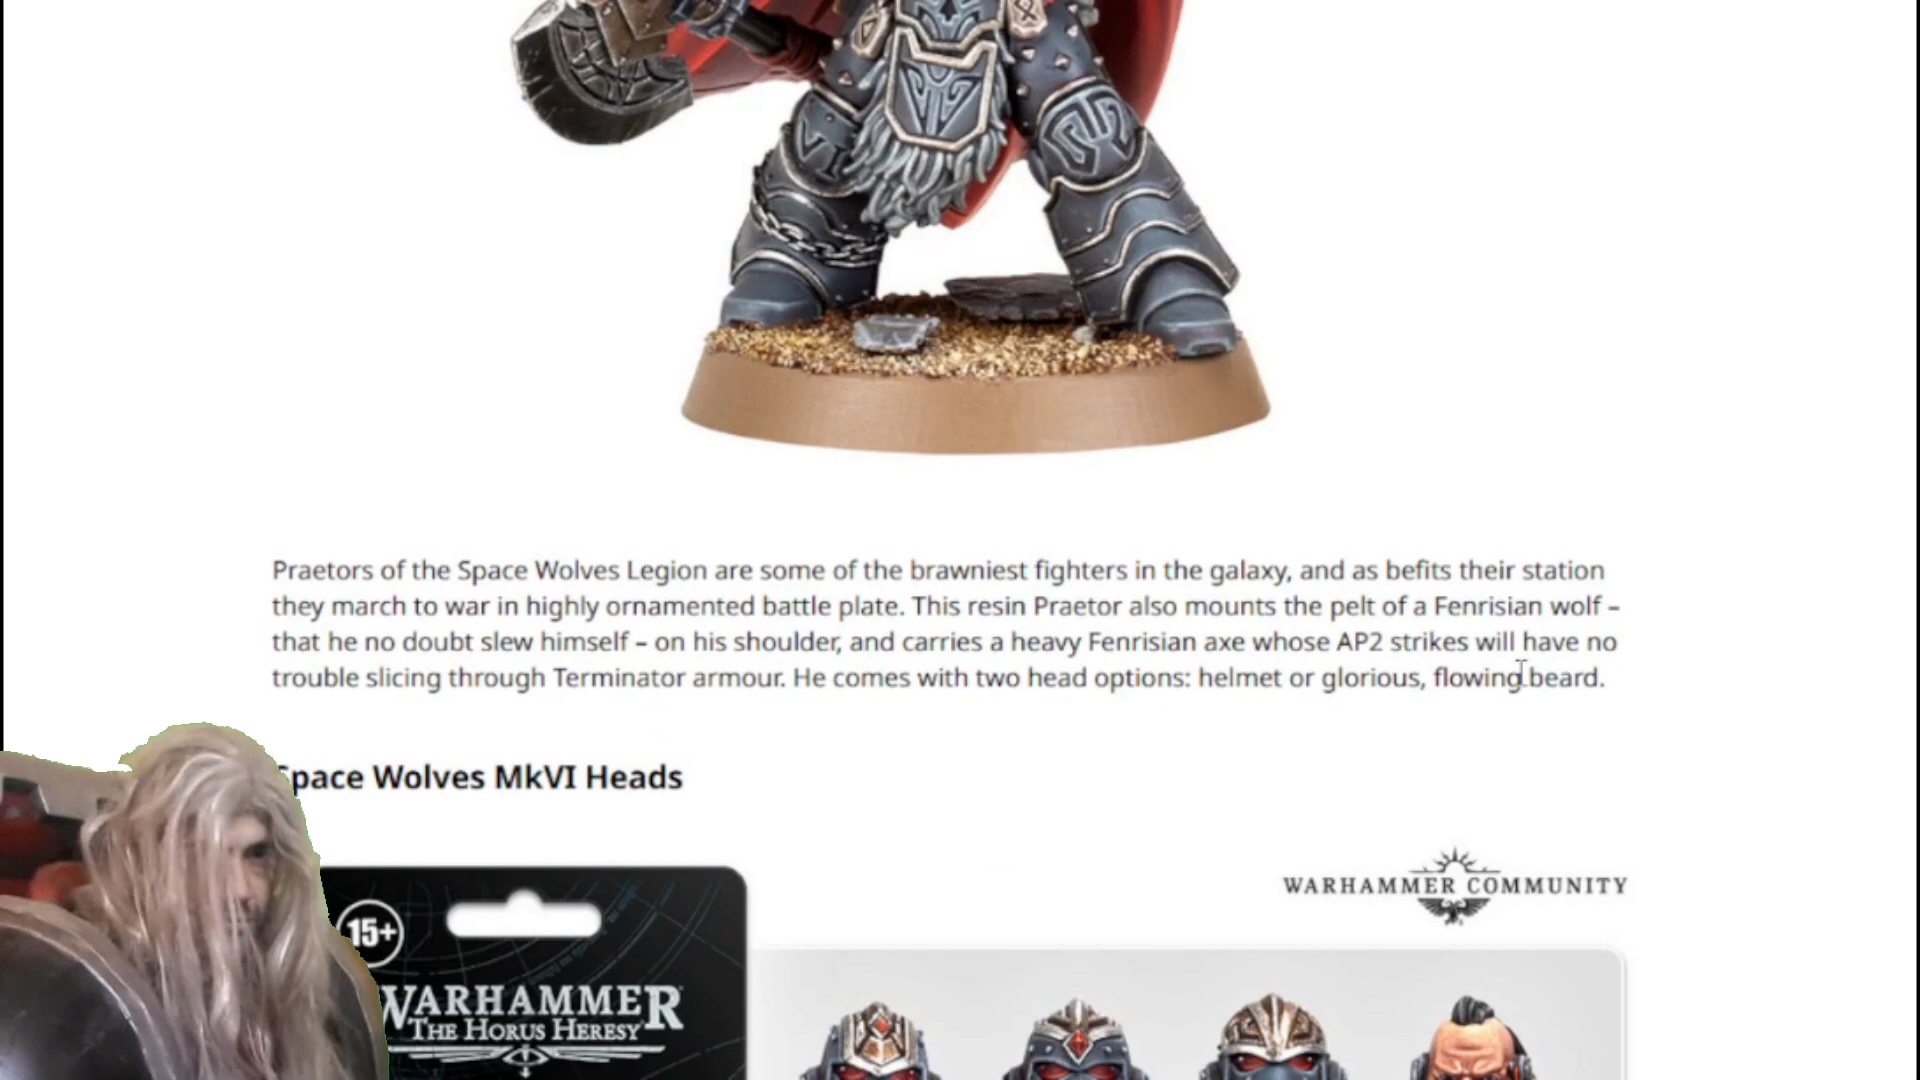 VI
Praetors of the Space Wolves Legion are some of the brawniest fighters in the galaxy, and as befits their station
they march to war in highly ornamented battle plate. This resin Praetor also mounts the pelt of a Fenrisian wolf –
that he no doubt slew himself – on his shoulder, and carries a heavy Fenrisian axe whose AP2 strikes will have no
trouble slicing through Terminator armour. He comes with two head options: helmet or glorious, flowing beard.
Space Wolves MkVI Heads
WARHAMMER COMMUNITY
15+
WARHAMMER
THE HORUS HERESY